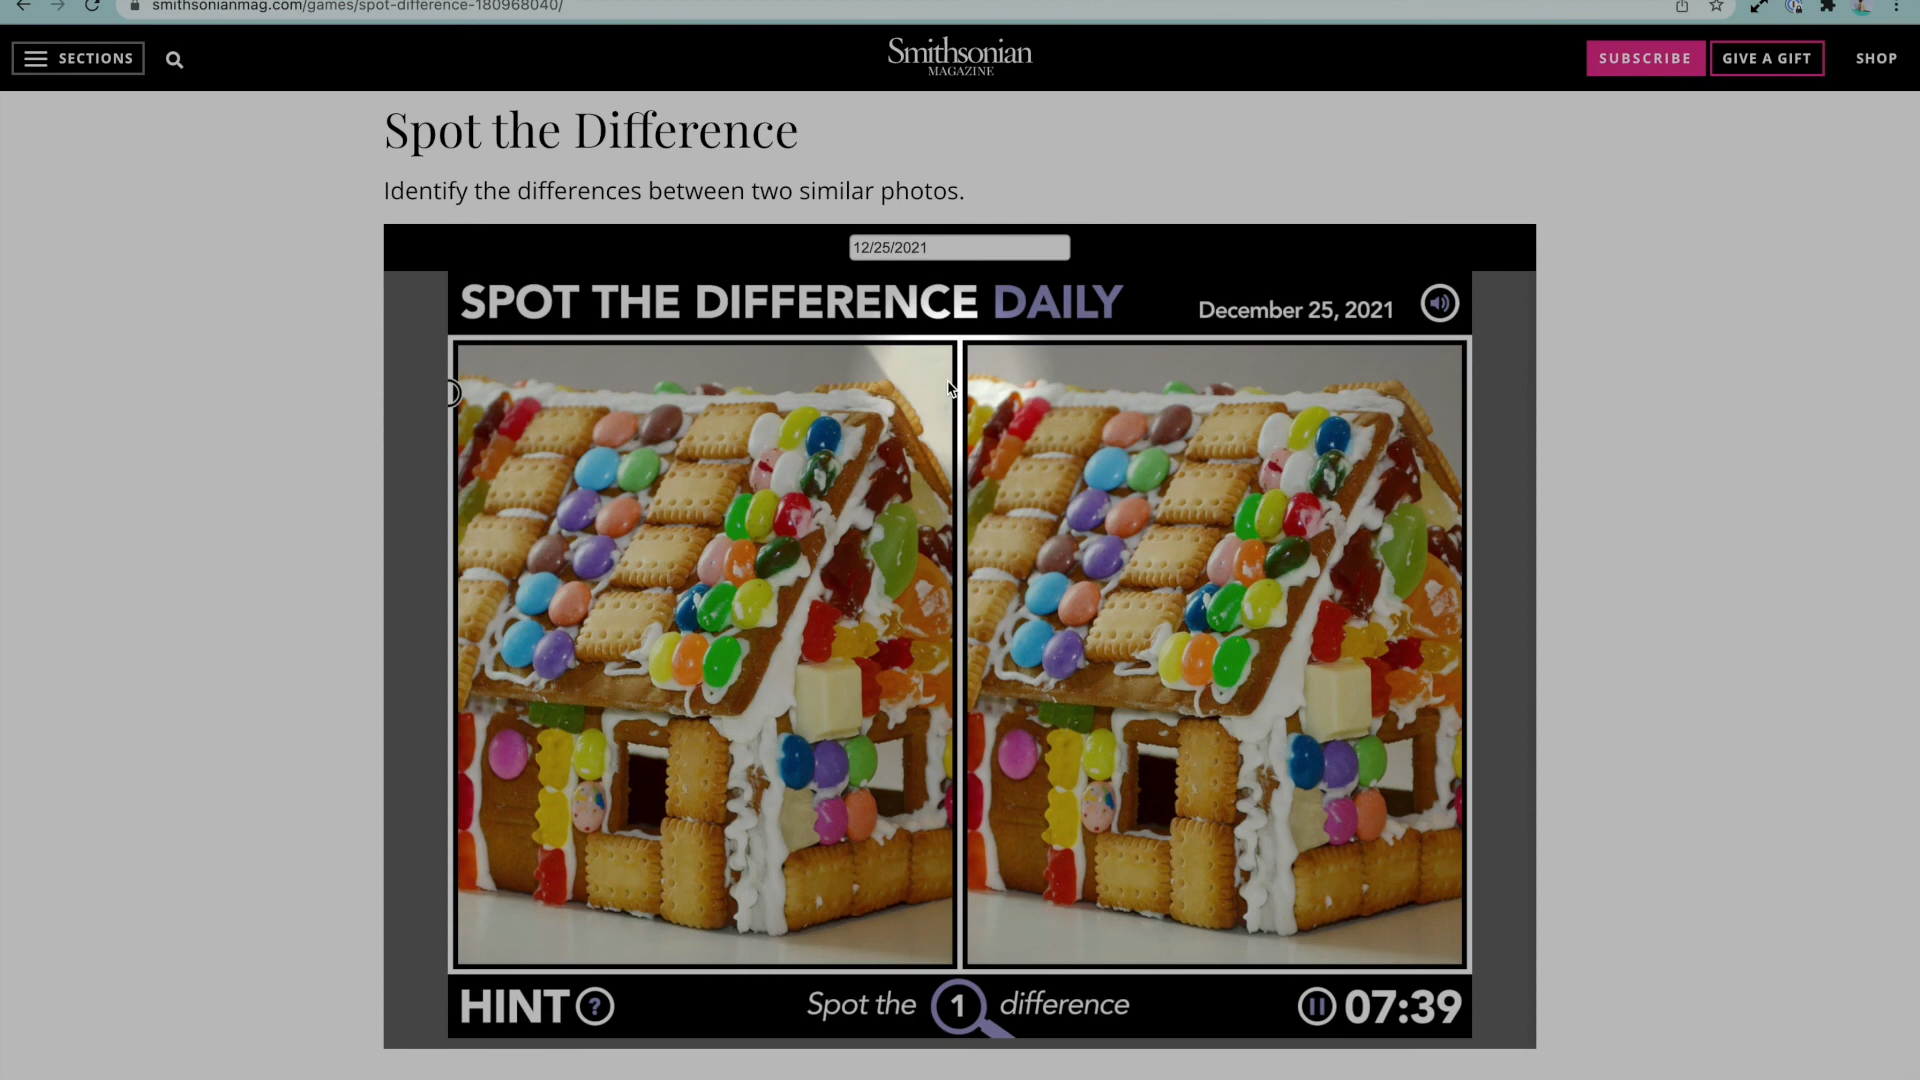 smithsonianmag.com/games/spot-difference-180968040/
SECTIONS
Smithsonian
MAGAZINE
SUBSCRIBE
GIVE A GIFT
SHOP
Spot the Difference
Identify the differences between two similar photos.
12/25/2021
SPOT THE DIFFERENCE DAILY
December 25, 2021
HINT ?
Spot the 1 difference
07:39